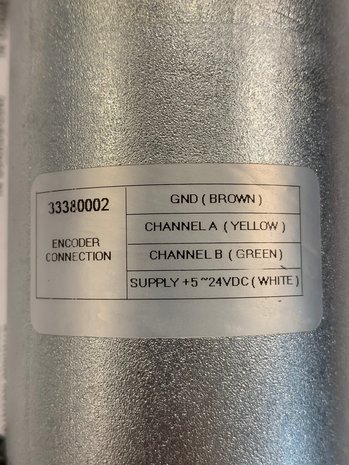 33380002
ENCODER
CONNECTION
GND ( BROWN )
CHANNEL A ( YELLOW )
CHANNEL B ( GREEN )
SUPPLY +5 ~24VDC ( WHITE )